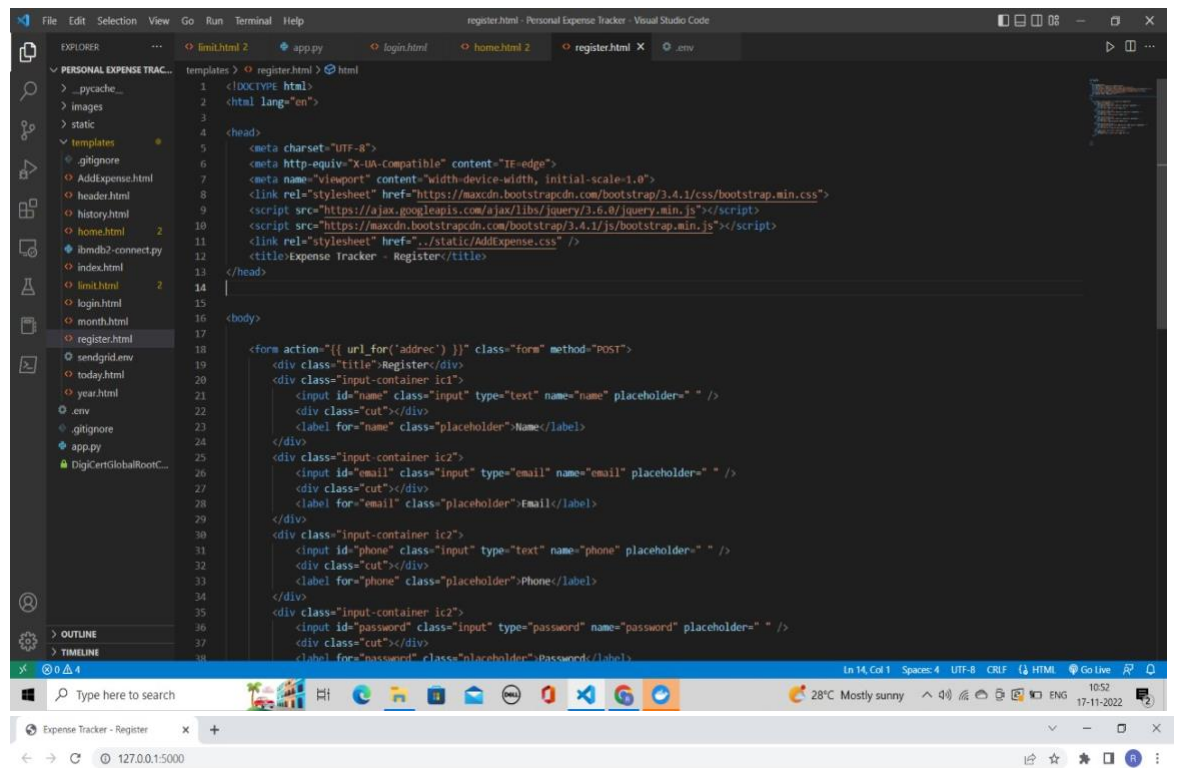 File Edit Selection View Go Run Terminal Help register.html - Personal Expense Tracker - Visual Studio Code
EXPLORER ... limit.html 2 app.py login.html home.html 2 register.html X .env
PERSONAL EXPENSE TRAC... templates > register.html > html
> __pycache__
> images
> static
templates
.gitignore
AddExpense.html
header.html
history.html
home.html 2
ibmdb2-connect.py
index.html
limit.html 2
login.html
month.html
register.html
sendgrid.env
today.html
year.html
.env
.gitignore
app.py
DigiCertGlobalRootC...
> OUTLINE
> TIMELINE
1 <!DOCTYPE html>
2 <html lang="en">
3
4 <head>
5 <meta charset="UTF-8">
6 <meta http-equiv="X-UA-Compatible" content="IE=edge">
7 <meta name="viewport" content="width=device-width, initial-scale=1.0">
8 <link rel="stylesheet" href="https://maxcdn.bootstrapcdn.com/bootstrap/3.4.1/css/bootstrap.min.css">
9 <script src="https://ajax.googleapis.com/ajax/libs/jquery/3.6.0/jquery.min.js"></script>
10 <script src="https://maxcdn.bootstrapcdn.com/bootstrap/3.4.1/js/bootstrap.min.js"></script>
11 <link rel="stylesheet" href="../static/AddExpense.css" />
12 <title>Expense Tracker - Register</title>
13 </head>
14
15
16 <body>
17
18 <form action="{{ url_for('addrec') }}" class="form" method="POST">
19 <div class="title">Register</div>
20 <div class="input-container ic1">
21 <input id="name" class="input" type="text" name="name" placeholder=" " />
22 <div class="cut"></div>
23 <label for="name" class="placeholder">Name</label>
24 </div>
25 <div class="input-container ic2">
26 <input id="email" class="input" type="email" name="email" placeholder=" " />
27 <div class="cut"></div>
28 <label for="email" class="placeholder">Email</label>
29 </div>
30 <div class="input-container ic2">
31 <input id="phone" class="input" type="text" name="phone" placeholder=" " />
32 <div class="cut"></div>
33 <label for="phone" class="placeholder">Phone</label>
34 </div>
35 <div class="input-container ic2">
36 <input id="password" class="input" type="password" name="password" placeholder=" " />
37 <div class="cut"></div>
38 <label for="password" class="placeholder">Password</label>
0 4 Ln 14, Col 1 Spaces: 4 UTF-8 CRLF HTML Go Live
Type here to search DELL 28°C Mostly sunny ENG 10:52
17-11-2022 2
Expense Tracker - Register × +
127.0.0.1:5000 R